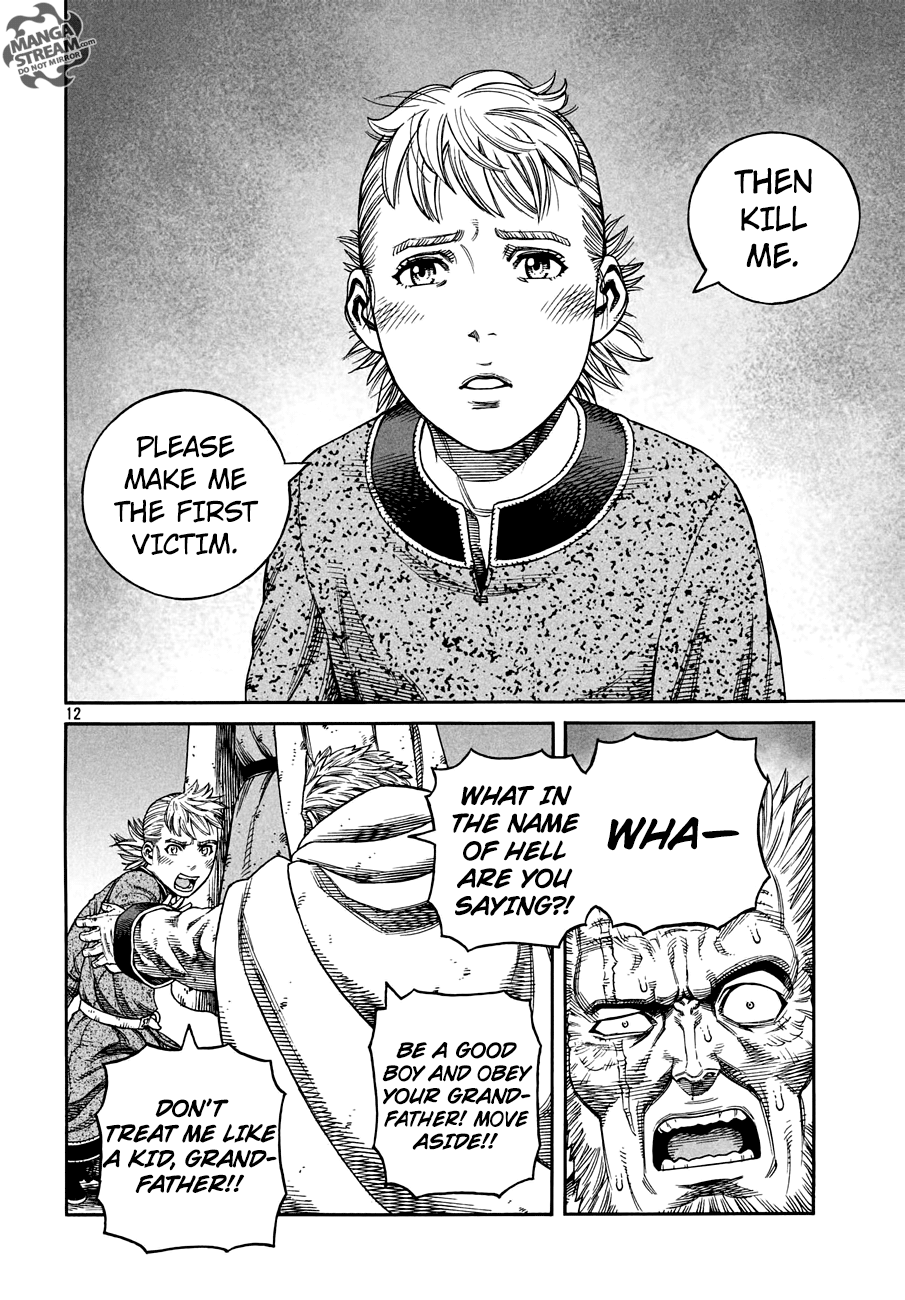 MANGA
STREAM.com
DO NOT MIRROR
THEN
KILL
ME.
PLEASE
MAKE ME
THE FIRST
VICTIM.
12
WHA–
WHAT IN
THE NAME
OF HELL
ARE YOU
SAYING?!
BE A GOOD
BOY AND OBEY
YOUR GRAND-
FATHER! MOVE
ASIDE!!
DON'T
TREAT ME LIKE
A KID, GRAND-
FATHER!!